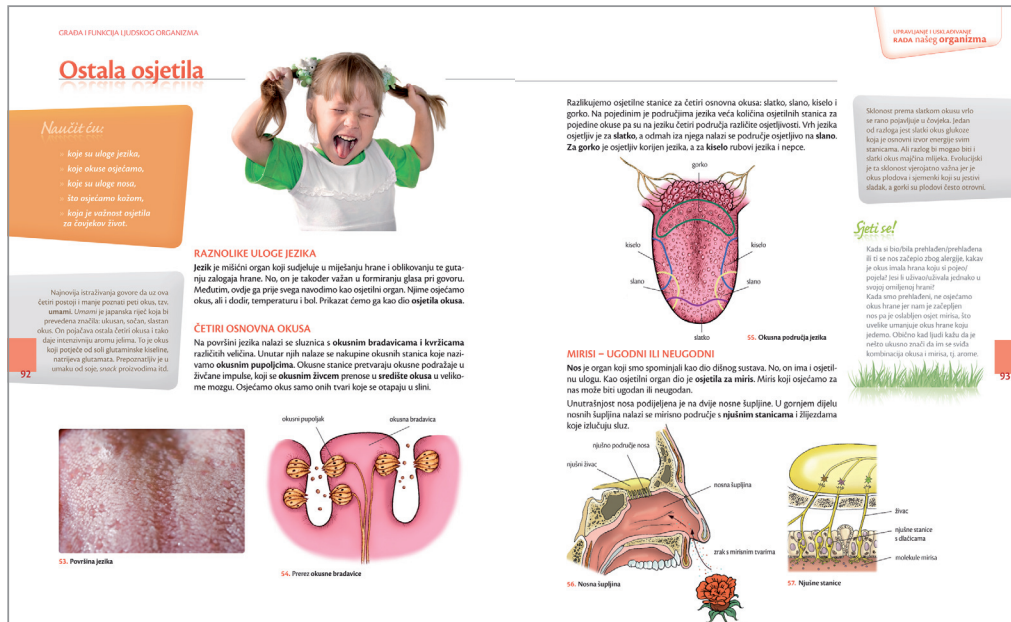 GRAĐA I FUNKCIJA LJUDSKOG ORGANIZMA
Ostala osjetila
Naučit ću:
» koje su uloge jezika,
» koje okuse osjećamo,
» koje su uloge nosa,
» što osjećamo kožom,
» koja je važnost osjetila
za čovjekov život.
Najnovija istraživanja govore da uz ova
četiri postoji i manje poznati peti okus, tzv.
umami. Umami je japanska riječ koja bi
prevedena značila: ukusan, sočan, slastan
okus. On pojačava ostala četiri okusa i tako
daje intenzivniju aromu jelima. To je okus
koji potječe od soli glutaminske kiseline,
natrijeva glutamata. Prepoznatljiv je u
umaku od soje, snack proizvodima itd.
92
RAZNOLIKE ULOGE JEZIKA
Jezik je mišićni organ koji sudjeluje u miješanju hrane i oblikovanju te guta-
nju zalogaja hrane. No, on je također važan u formiranju glasa pri govoru.
Međutim, ovdje ga prije svega navodimo kao osjetilni organ. Njime osjećamo
okus, ali i dodir, temperaturu i bol. Prikazat ćemo ga kao dio osjetila okusa.
ČETIRI OSNOVNA OKUSA
Na površini jezika nalazi se sluznica s okusnim bradavicama i kvržicama
različitih veličina. Unutar njih nalaze se nakupine okusnih stanica koje nazi-
vamo okusnim pupoljcima. Okusne stanice pretvaraju okusne podražaje u
živčane impulse, koji se okusnim živcem prenose u središte okusa u veliko-
me mozgu. Osjećamo okus samo onih tvari koje se otapaju u slini.
okusni pupoljak
okusna bradavica
53. Površina jezika
54. Prerez okusne bradavice
UPRAVLJANJE I USKLAĐIVANJE
RADA našeg organizma
Razlikujemo osjetilne stanice za četiri osnovna okusa: slatko, slano, kiselo i
gorko. Na pojedinim je područjima jezika veća količina osjetilnih stanica za
pojedine okuse pa su na jeziku četiri područja različite osjetljivosti. Vrh jezika
osjetljiv je za slatko, a odmah iza njega nalazi se područje osjetljivo na slano.
Za gorko je osjetljiv korijen jezika, a za kiselo rubovi jezika i nepce.
gorko
kiselo
kiselo
slano
slano
slatko
55. Okusna područja jezika
MIRISI – UGODNI ILI NEUGODNI
Nos je organ koji smo spominjali kao dio dišnog sustava. No, on ima i osjetil-
nu ulogu. Kao osjetilni organ dio je osjetila za miris. Miris koji osjećamo za
nas može biti ugodan ili neugodan.
Unutrašnjost nosa podijeljena je na dvije nosne šupljine. U gornjem dijelu
nosnih šupljina nalazi se mirisno područje s njušnim stanicama i žlijezdama
koje izlučuju sluz.
njušno područje nosa
njušni živac
nosna šupljina
zrak s mirisnim tvarima
56. Nosna šupljina
živac
njušne stanice
s dlačicama
molekule mirisa
57. Njušne stanice
Sklonost prema slatkom okusu vrlo
se rano pojavljuje u čovjeka. Jedan
od razloga jest slatki okus glukoze
koja je osnovni izvor energije svim
stanicama. Ali razlog bi mogao biti i
slatki okus majčina mlijeka. Evolucijski
je ta sklonost vjerojatno važna jer je
okus plodova i sjemenki koji su jestivi
sladak, a gorki su plodovi često otrovni.
Sjeti se!
Kada si bio/bila prehlađen/prehlađena
ili ti se nos začepio zbog alergije, kakav
je okus imala hrana koju si pojeo/
pojela? Jesi li uživao/uživala jednako u
svojoj omiljenoj hrani?
Kada smo prehlađeni, ne osjećamo
okus hrane jer nam je začepljen
nos pa je oslabljen osjet mirisa, što
uvelike umanjuje okus hrane koju
jedemo. Obično kad ljudi kažu da je
nešto ukusno znači da im se sviđa
kombinacija okusa i mirisa, tj. arome.
93